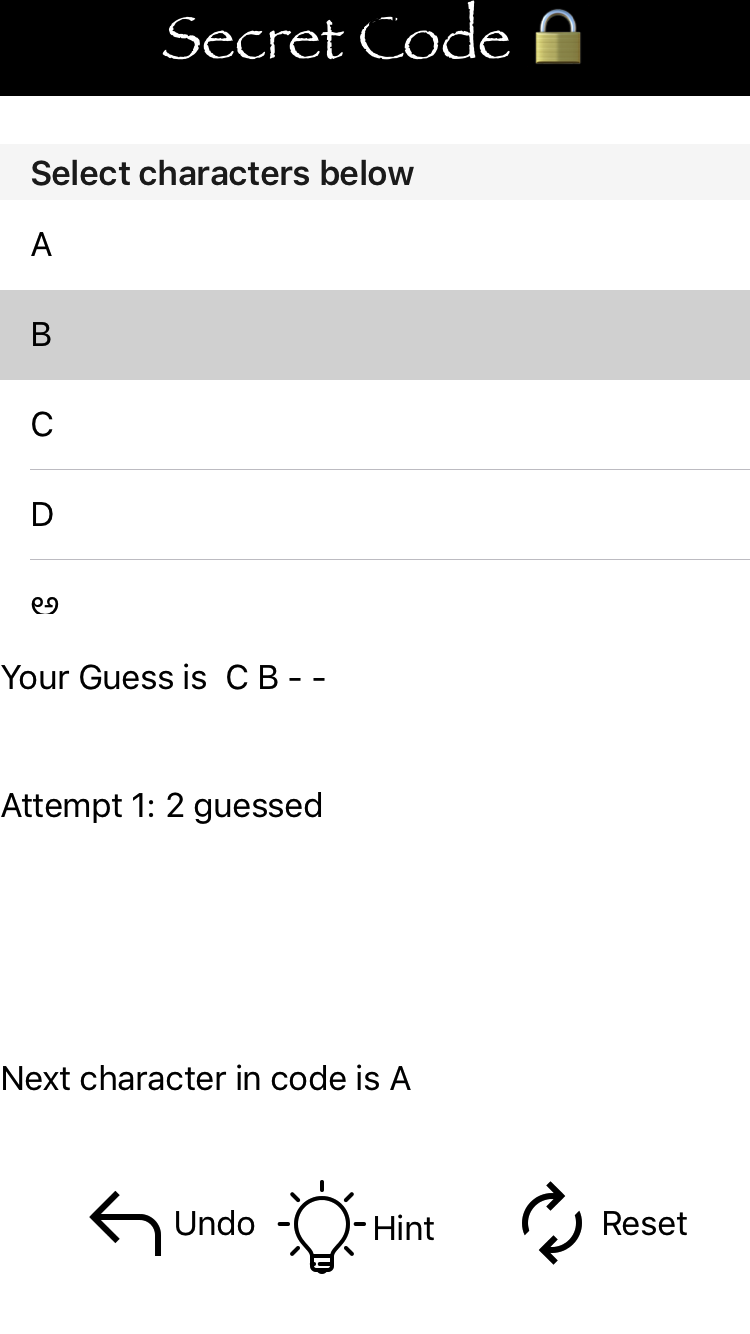 Secret Code
Select characters below
A
B
C
D
ಅ
Your Guess is C B - -
Attempt 1: 2 guessed
Next character in code is A
Undo
Hint
Reset